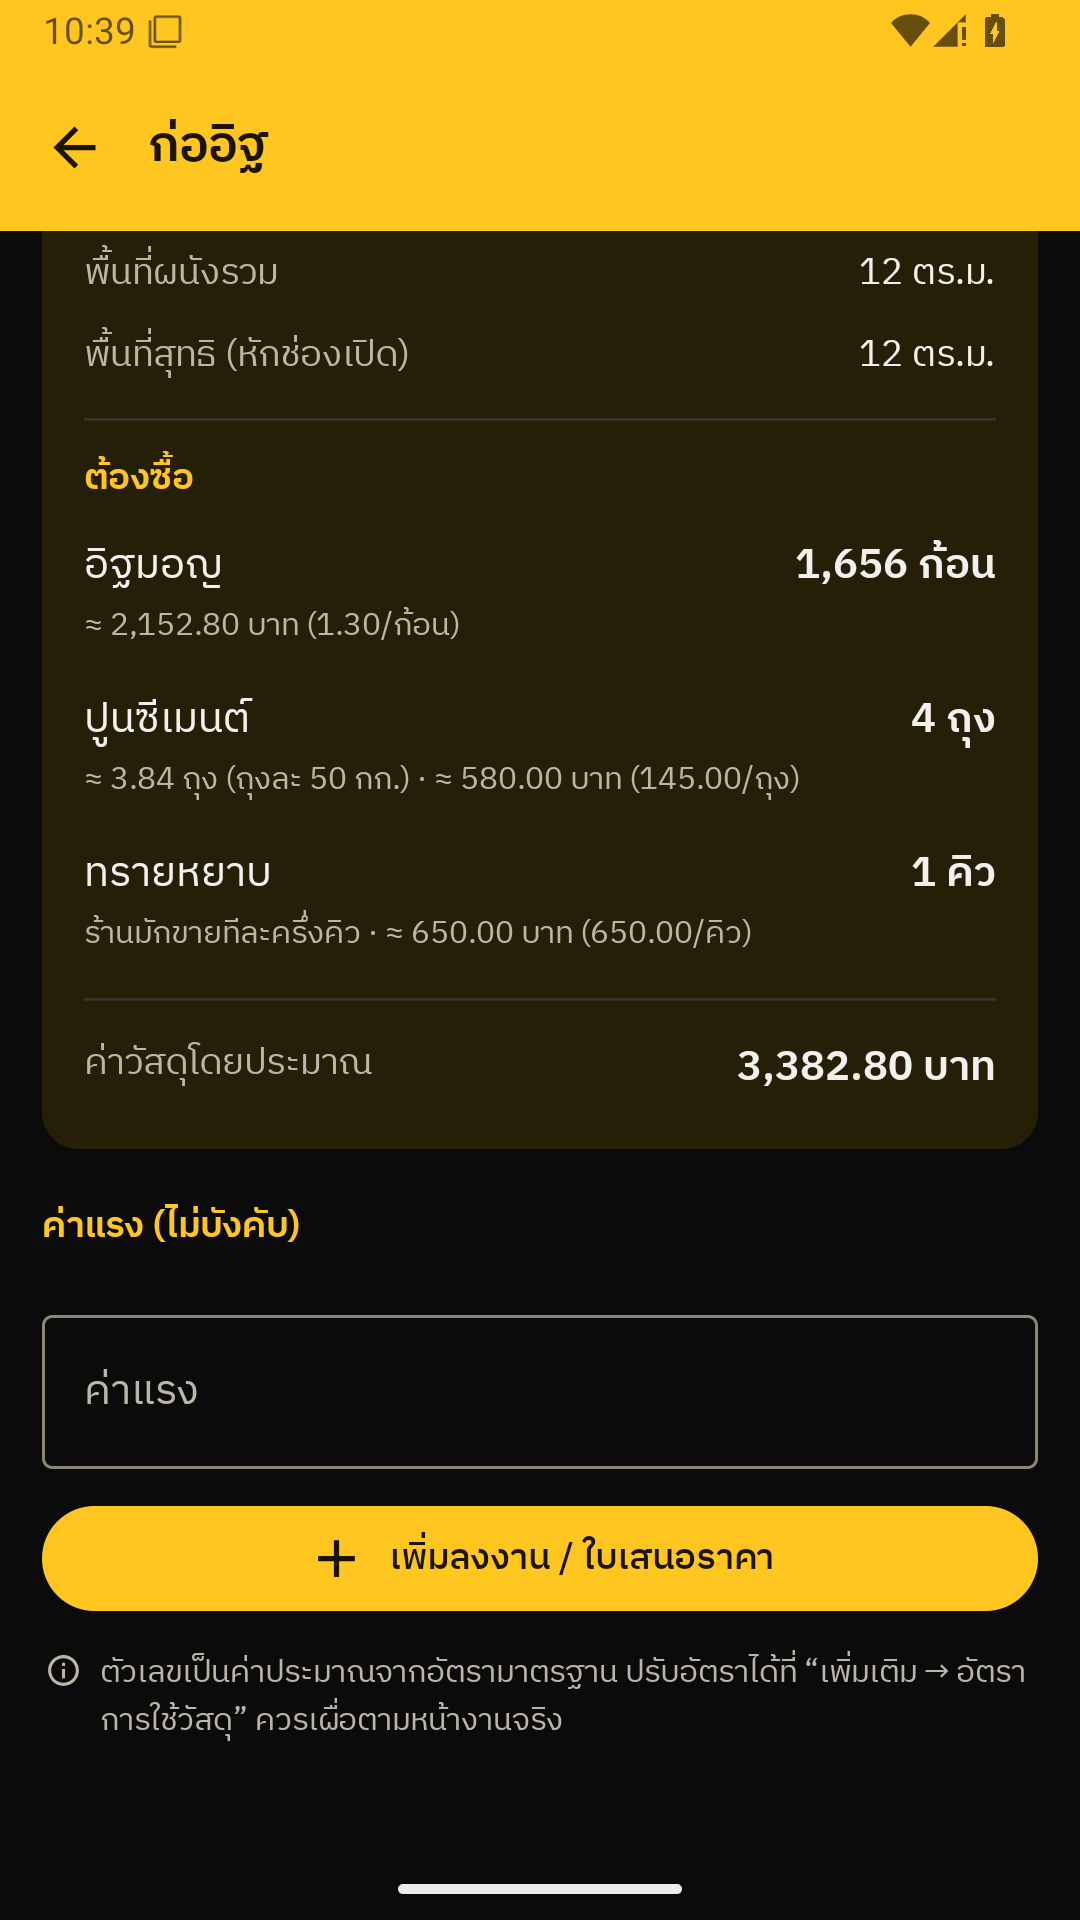 10:39
ก่ออิฐ
พื้นที่ผนังรวม 12 ตร.ม.
พื้นที่สุทธิ (หักช่องเปิด) 12 ตร.ม.
ต้องซื้อ
อิฐมอญ 1,656 ก้อน
≈ 2,152.80 บาท (1.30/ก้อน)
ปูนซีเมนต์ 4 ถุง
≈ 3.84 ถุง (ถุงละ 50 กก.) · ≈ 580.00 บาท (145.00/ถุง)
ทรายหยาบ 1 คิว
ร้านมักขายทีละครึ่งคิว · ≈ 650.00 บาท (650.00/คิว)
ค่าวัสดุโดยประมาณ 3,382.80 บาท
ค่าแรง (ไม่บังคับ)
ค่าแรง
เพิ่มลงงาน / ใบเสนอราคา
ตัวเลขเป็นค่าประมาณจากอัตรามาตรฐาน ปรับอัตราได้ที่ “เพิ่มเติม → อัตรา
การใช้วัสดุ” ควรเผื่อตามหน้างานจริง